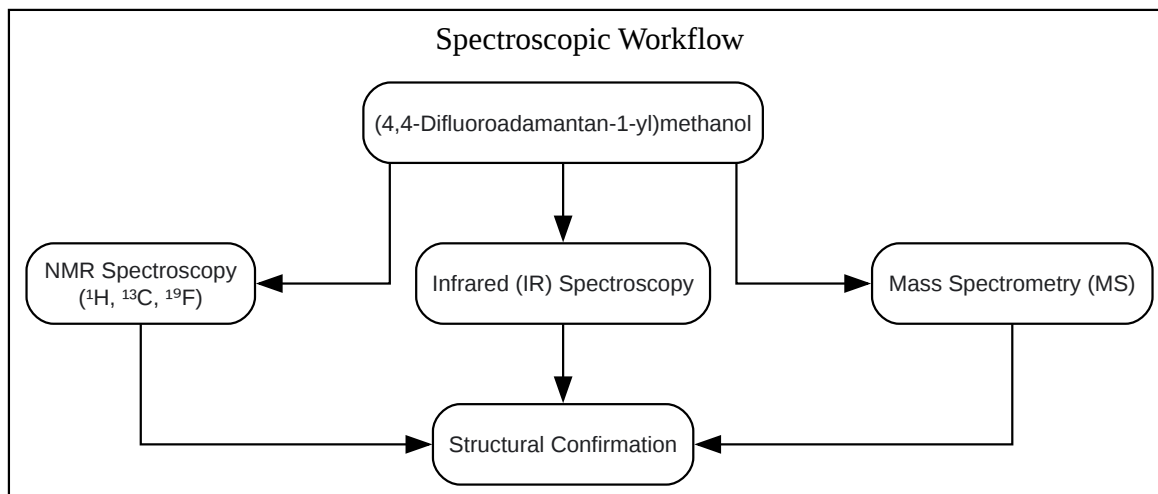 Spectroscopic Workflow
(4,4-Difluoroadamantan-1-yl)methanol
NMR Spectroscopy
(¹H, ¹³C, ¹⁹F)
Infrared (IR) Spectroscopy
Mass Spectrometry (MS)
Structural Confirmation